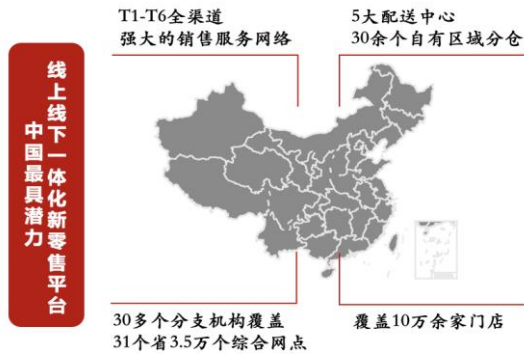 中国最具潜力
线上线下一体化新零售平台
T1-T6全渠道
强大的销售服务网络
5大配送中心
30余个自有区域分仓
30多个分支机构覆盖
31个省3.5万个综合网点
覆盖10万余家门店